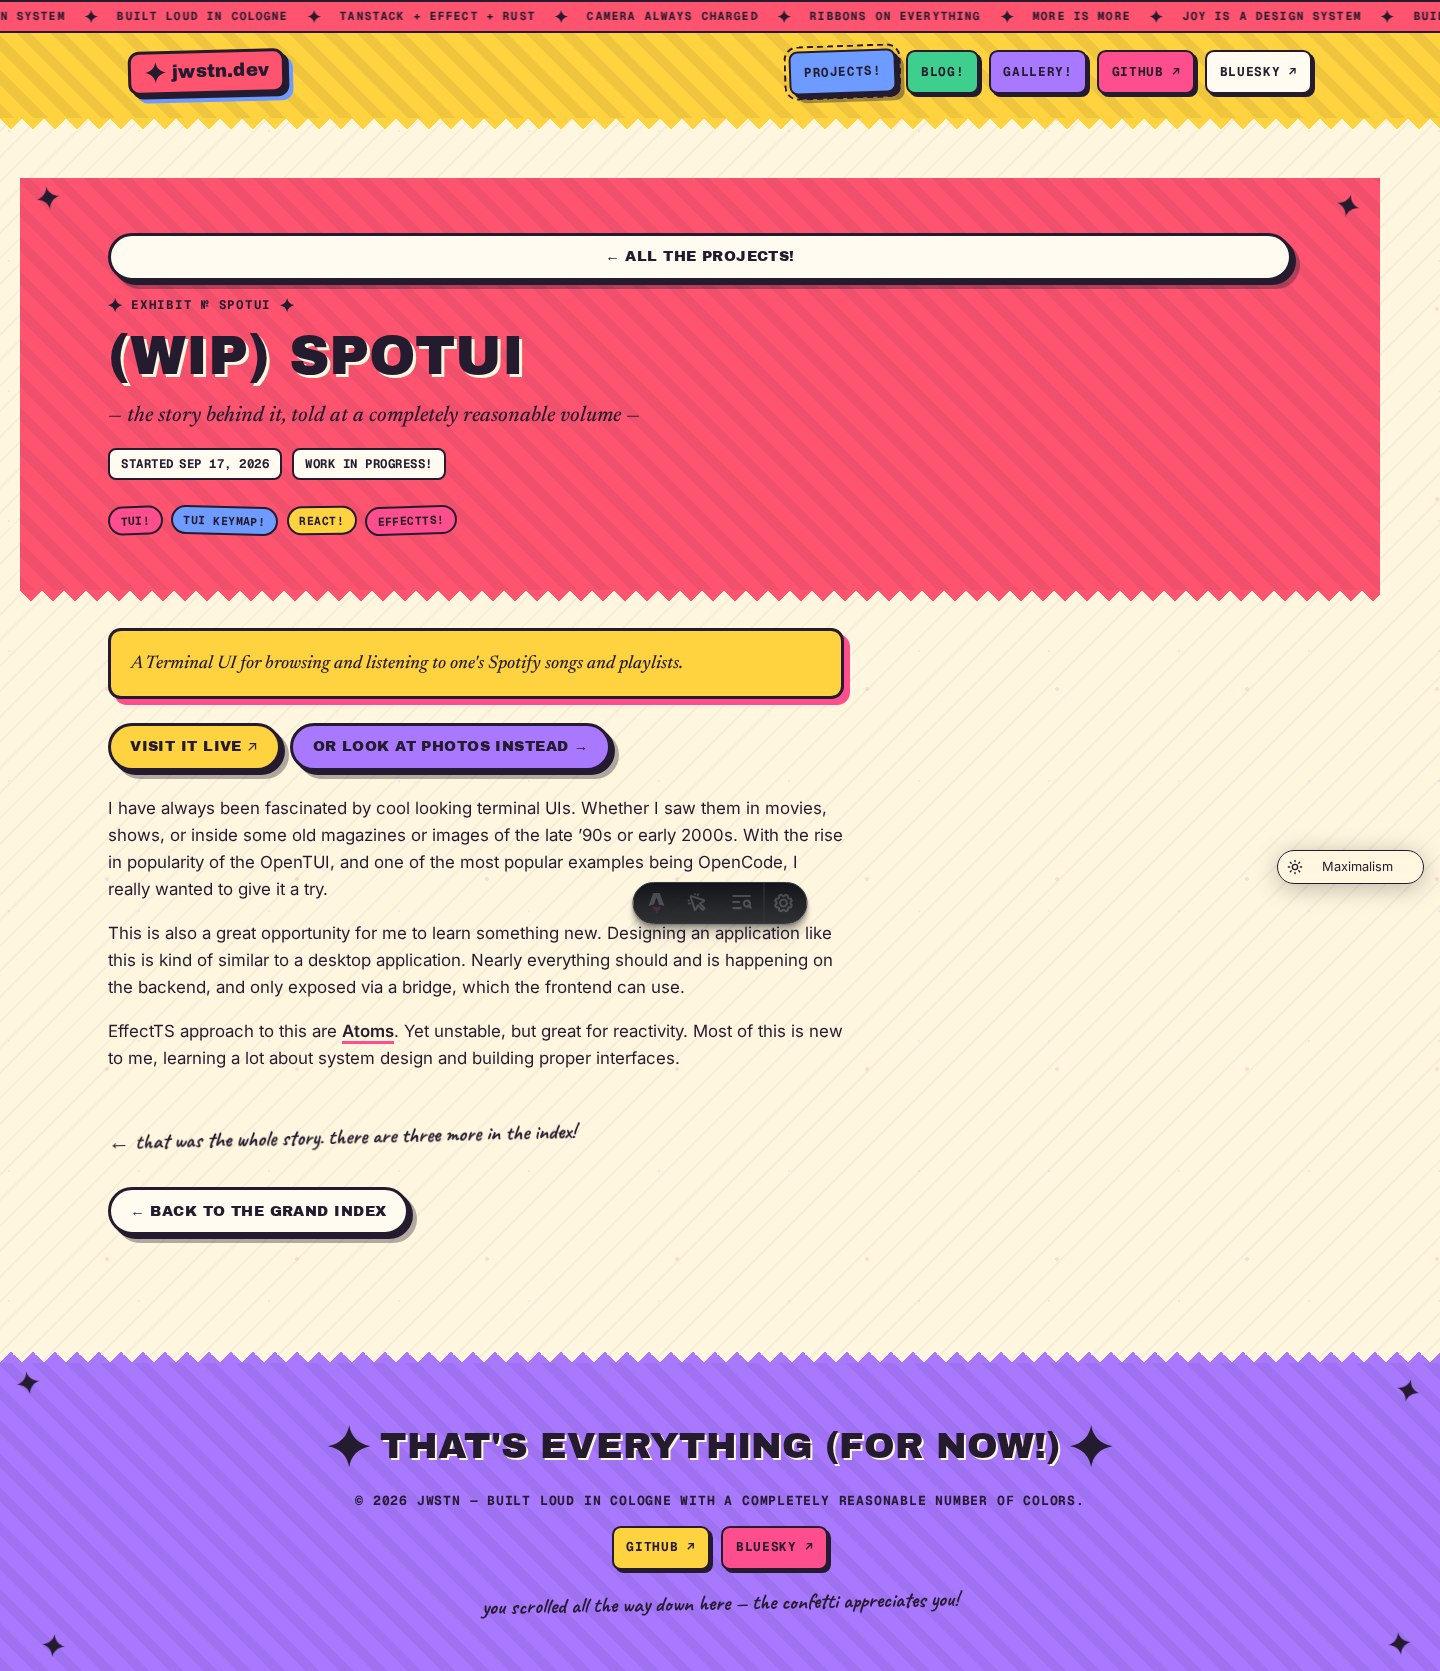 N SYSTEM ✦ BUILT LOUD IN COLOGNE ✦ TANSTACK + EFFECT + RUST ✦ CAMERA ALWAYS CHARGED ✦ RIBBONS ON EVERYTHING ✦ MORE IS MORE ✦ JOY IS A DESIGN SYSTEM ✦ BUI
✦ jwstn.dev
PROJECTS! BLOG! GALLERY! GITHUB ↗ BLUESKY ↗
← ALL THE PROJECTS!
✦ EXHIBIT № SPOTUI ✦
(WIP) SPOTUI
— the story behind it, told at a completely reasonable volume —
STARTED SEP 17, 2026 WORK IN PROGRESS!
TUI! TUI KEYMAP! REACT! EFFECTTS!
A Terminal UI for browsing and listening to one's Spotify songs and playlists.
VISIT IT LIVE ↗ OR LOOK AT PHOTOS INSTEAD →
I have always been fascinated by cool looking terminal UIs. Whether I saw them in movies,
shows, or inside some old magazines or images of the late ’90s or early 2000s. With the rise
in popularity of the OpenTUI, and one of the most popular examples being OpenCode, I
really wanted to give it a try.
Maximalism
This is also a great opportunity for me to learn something new. Designing an application like
this is kind of similar to a desktop application. Nearly everything should and is happening on
the backend, and only exposed via a bridge, which the frontend can use.
EffectTS approach to this are Atoms. Yet unstable, but great for reactivity. Most of this is new
to me, learning a lot about system design and building proper interfaces.
← that was the whole story. there are three more in the index!
← BACK TO THE GRAND INDEX
✦ THAT'S EVERYTHING (FOR NOW!) ✦
© 2026 JWSTN — BUILT LOUD IN COLOGNE WITH A COMPLETELY REASONABLE NUMBER OF COLORS.
GITHUB ↗ BLUESKY ↗
you scrolled all the way down here — the confetti appreciates you!